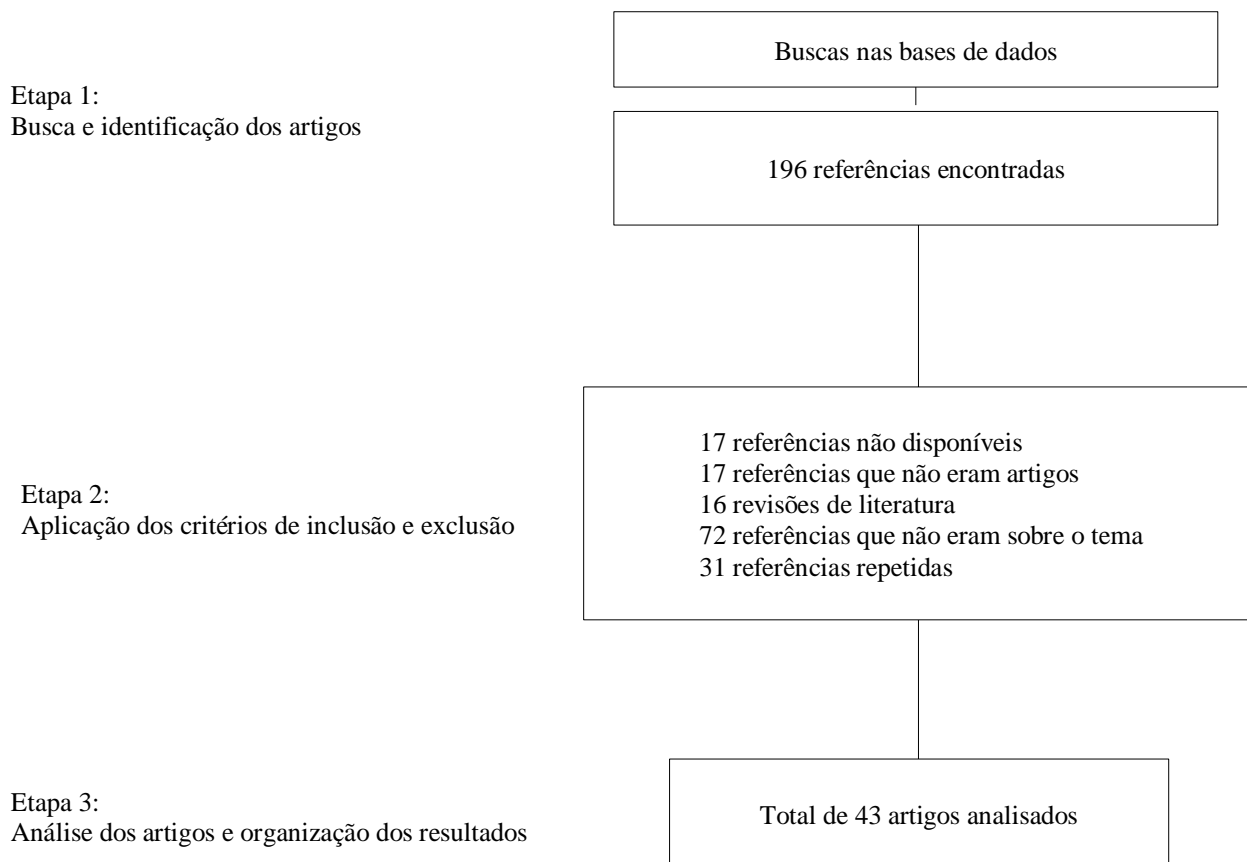 Buscas nas bases de dados
Etapa 1:
Busca e identificação dos artigos
196 referências encontradas
17 referências não disponíveis
17 referências que não eram artigos
16 revisões de literatura
72 referências que não eram sobre o tema
31 referências repetidas
Etapa 2:
Aplicação dos critérios de inclusão e exclusão
Etapa 3:
Análise dos artigos e organização dos resultados
Total de 43 artigos analisados